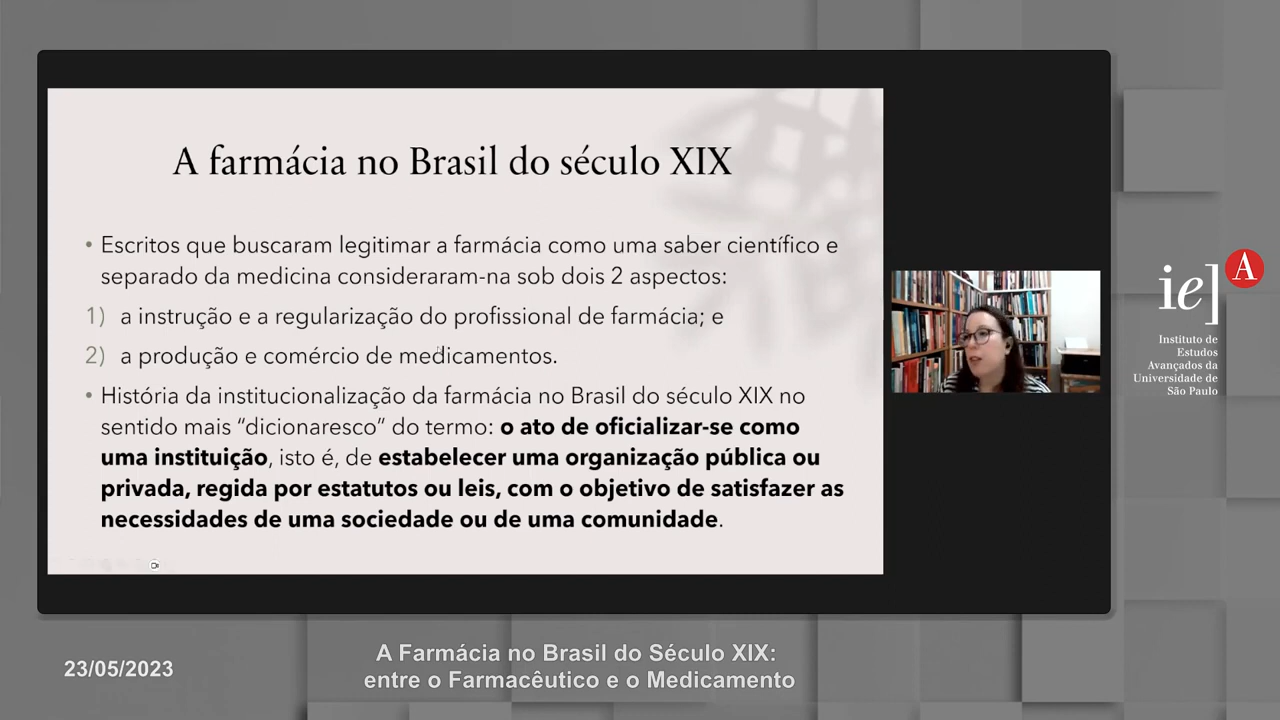 A farmácia no Brasil do século XIX
• Escritos que buscaram legitimar a farmácia como uma saber científico e
separado da medicina consideraram-na sob dois 2 aspectos:
1) a instrução e a regularização do profissional de farmácia; e
2) a produção e comércio de medicamentos.
• História da institucionalização da farmácia no Brasil do século XIX no
sentido mais “dicionaresco” do termo: o ato de oficializar-se como
uma instituição, isto é, de estabelecer uma organização pública ou
privada, regida por estatutos ou leis, com o objetivo de satisfazer as
necessidades de uma sociedade ou de uma comunidade.
ie] A
Instituto de
Estudos
Avançados da
Universidade de
São Paulo
23/05/2023
A Farmácia no Brasil do Século XIX:
entre o Farmacêutico e o Medicamento